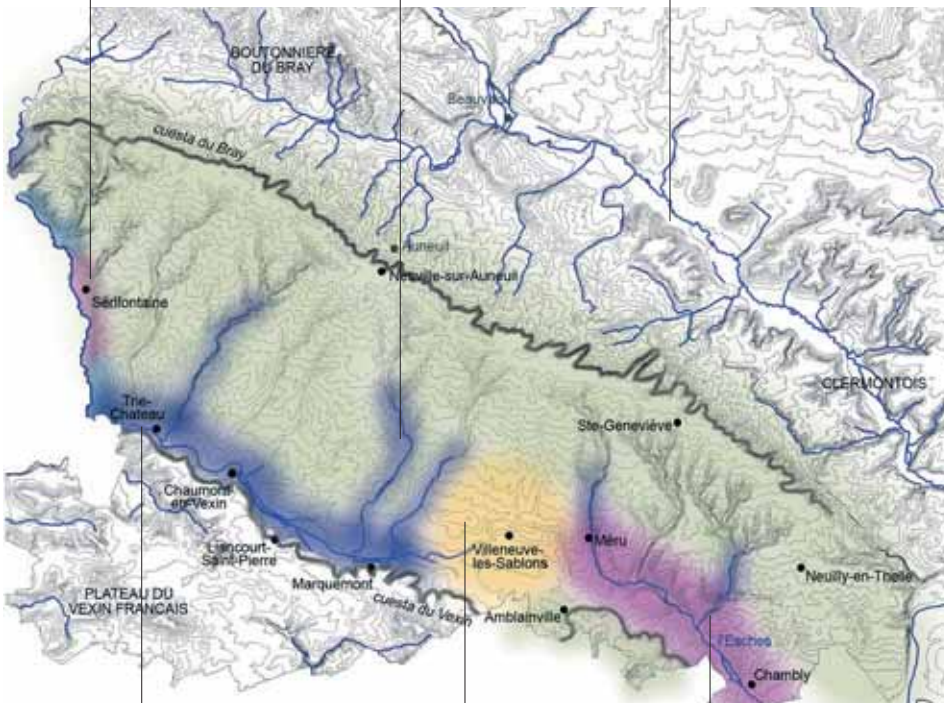 BOUTONNIERE
DU BRAY
Beauvais
cuesta du Bray
Auneuil
Neuville-sur-Auneuil
Sérifontaine
CLERMONTOIS
Trie-
Chateau
Ste-Geneviève
Chaumont-
en-Vexin
Liancourt-
Saint-Pierre
Villeneuve-
les-Sablons
Méru
Marquemont
Neuilly-en-Thelle
PLATEAU DU
VEXIN FRANCAIS
cuesta du Vexin
Amblainville
l'Esches
Chambly